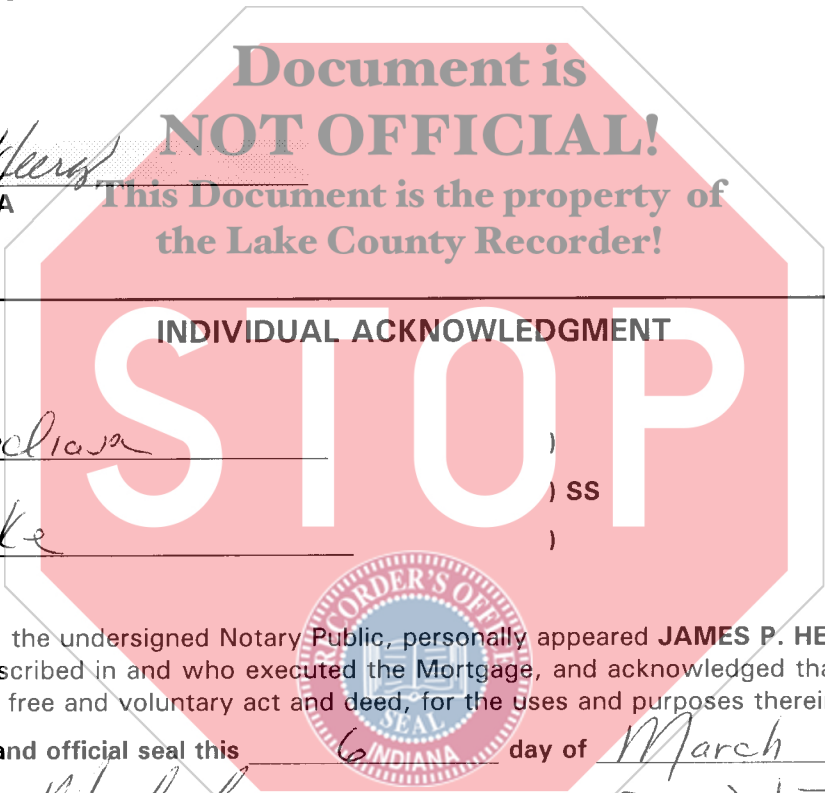 Document is
NOT OFFICIAL!
This Document is the property of
the Lake County Recorder!
A
INDIVIDUAL ACKNOWLEDGMENT
STOP
)
) SS
ke )
RECORDER'S OFFICE
the undersigned Notary Public, personally appeared JAMES P. HE
scribed in and who executed the Mortgage, and acknowledged tha
free and voluntary act and deed, for the uses and purposes therei
SEAL
and official seal this 6 day of March
INDIANA